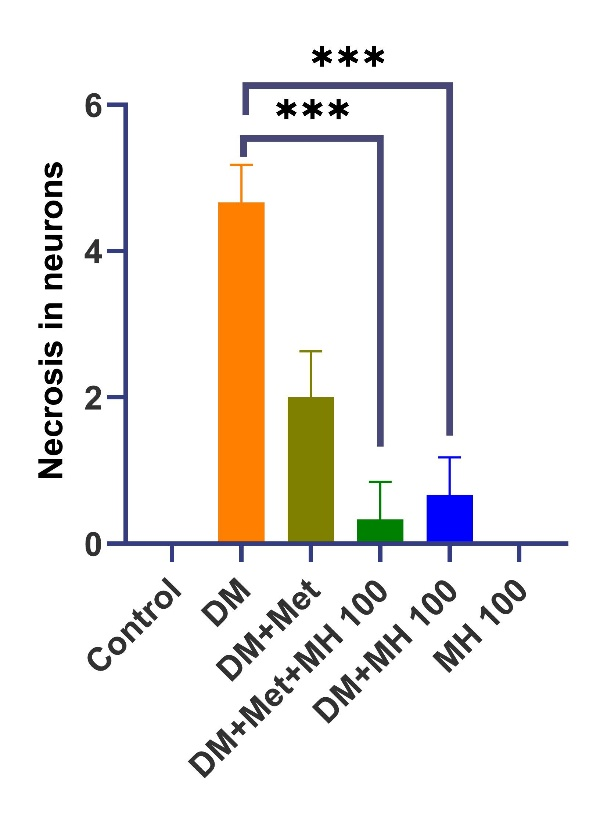 ***
***
Necrosis in neurons
6
4
2
0
Control
DM
DM+Met
DM+Met+MH 100
DM+MH 100
MH 100